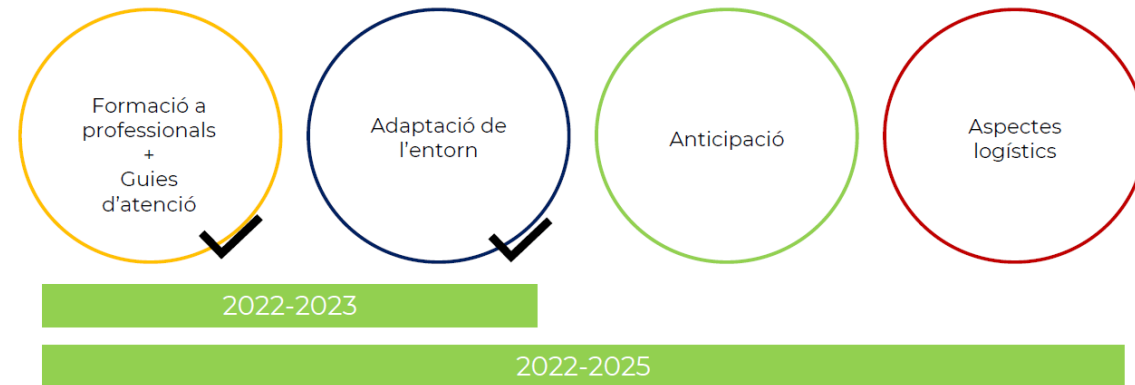 Formació a
professionals
+
Guies
d'atenció
Adaptació de
l'entorn
Anticipació
Aspectes
logístics
2022-2023
2022-2025